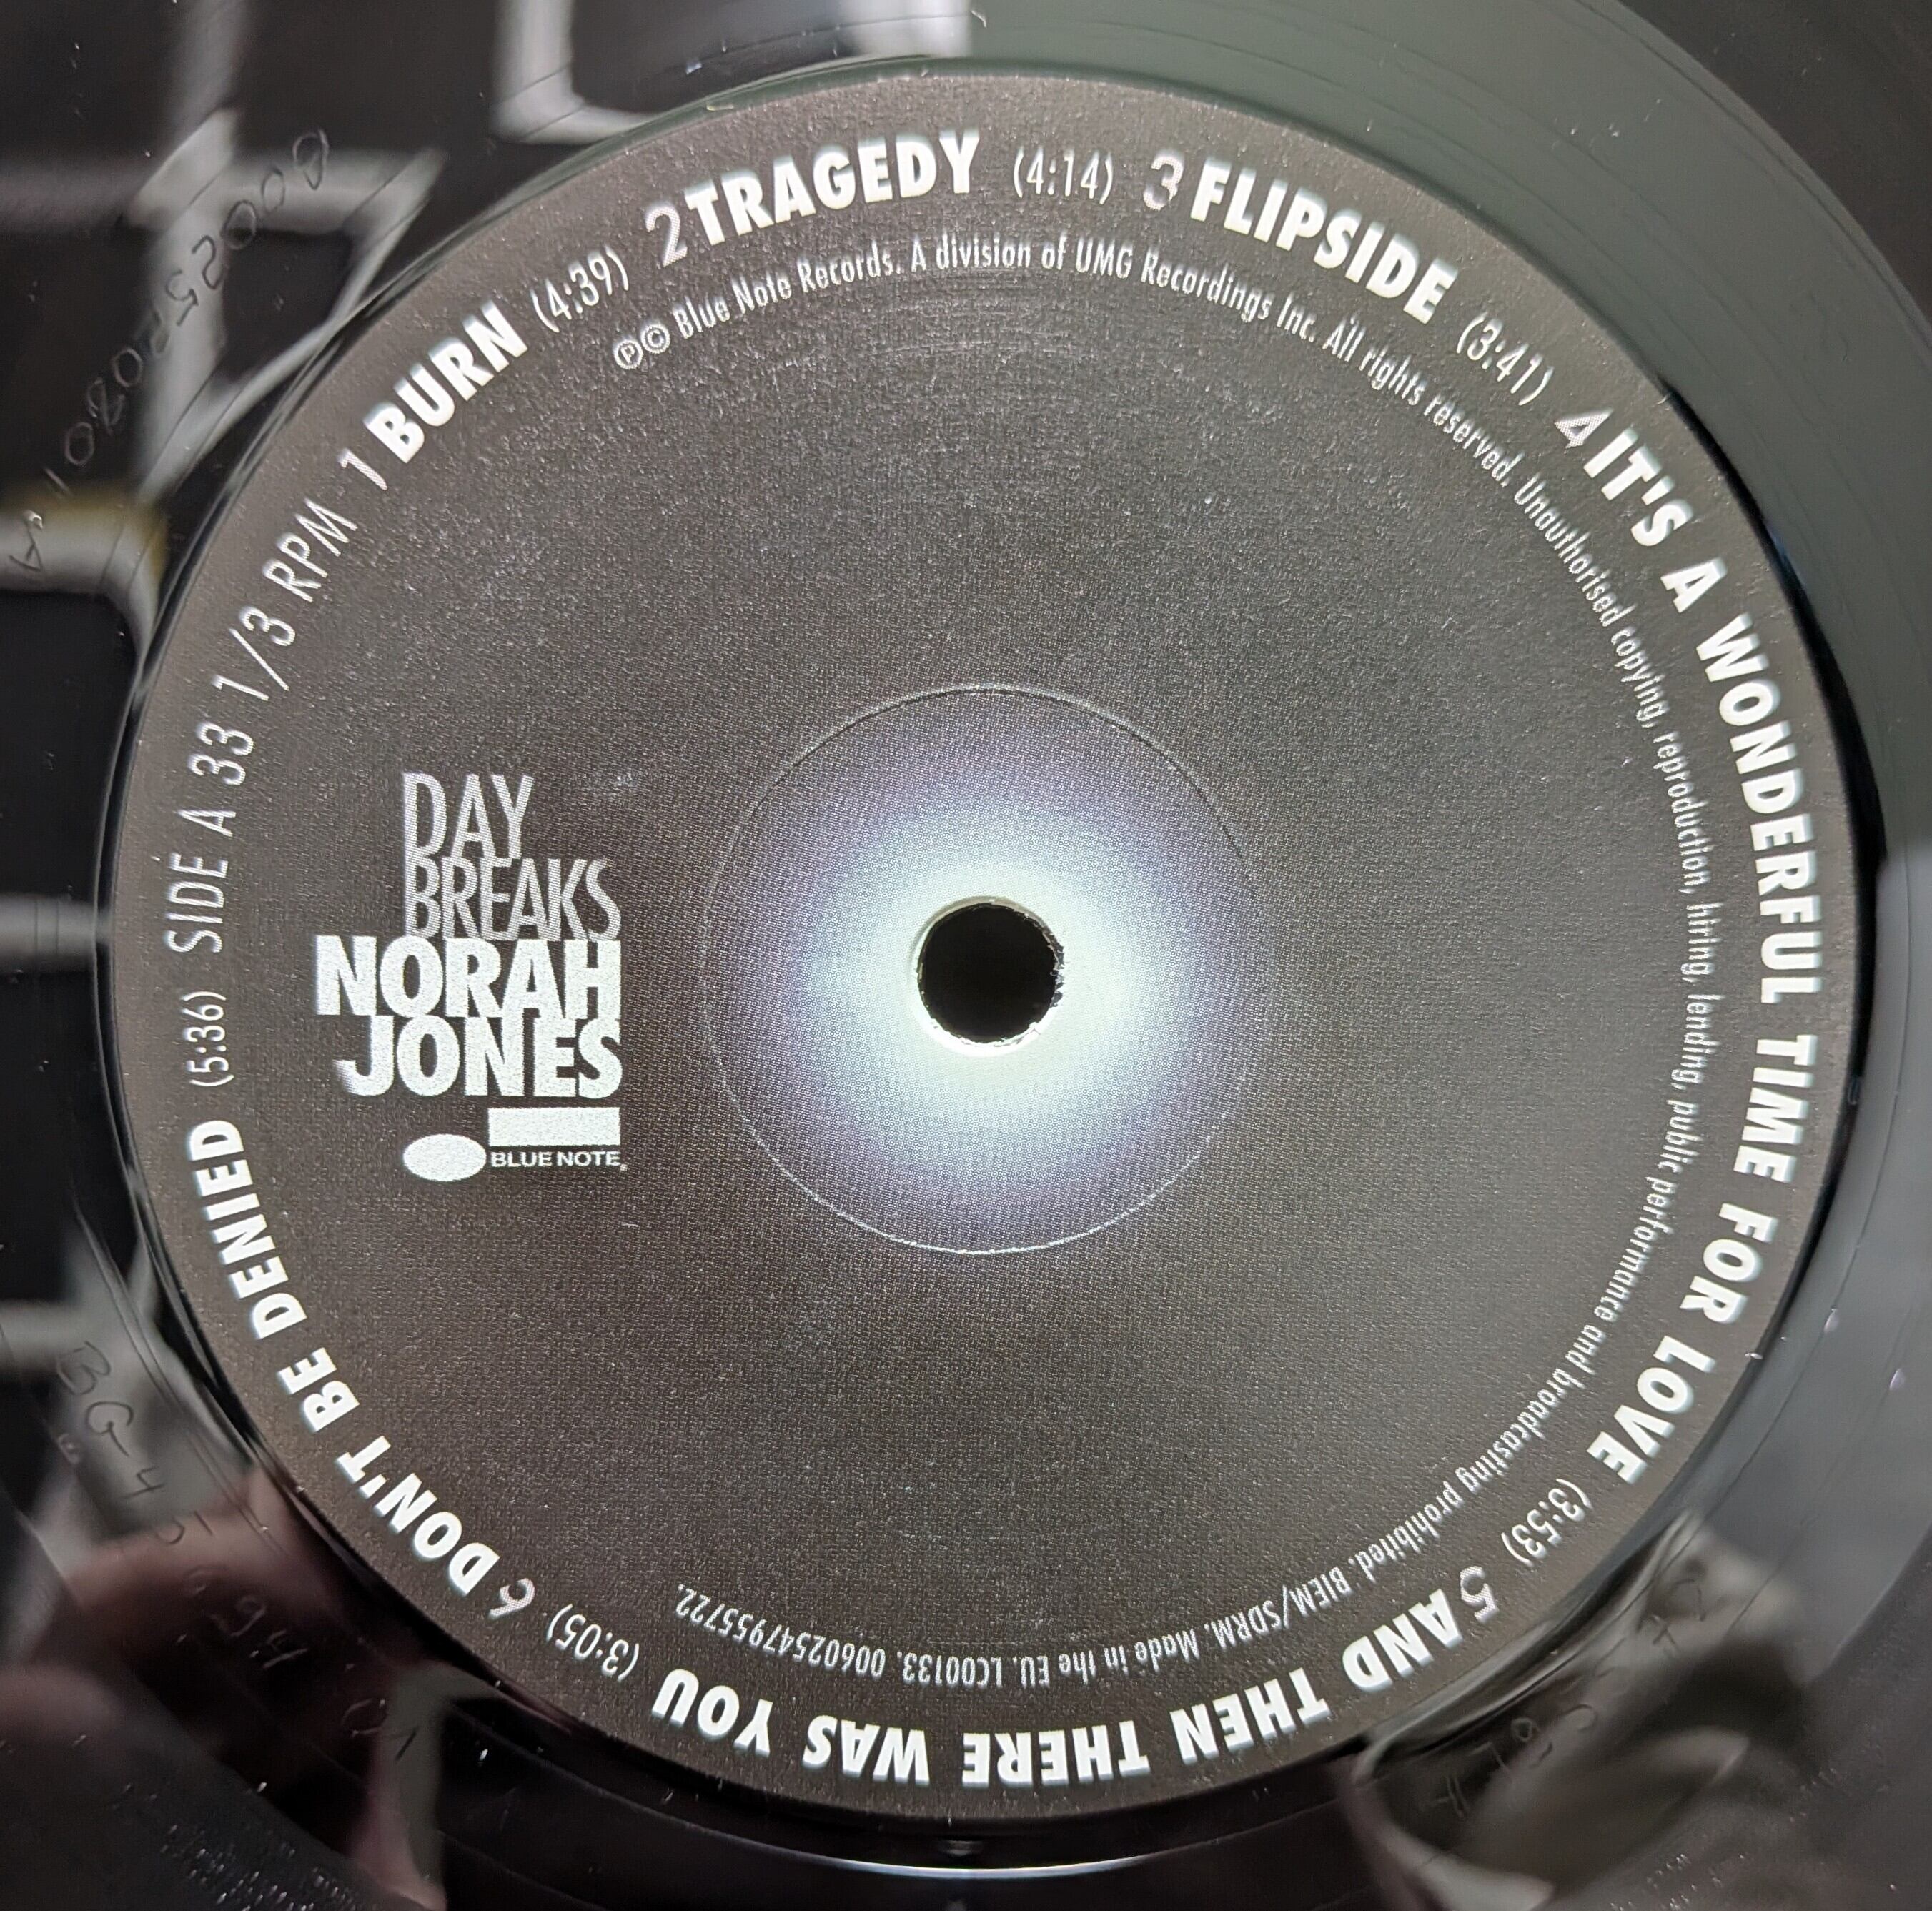 SIDE A 33 1/3 RPM 1 BURN (4:39) 2 TRAGEDY (4:14) 3 FLIPSIDE (3:41) 4 IT'S A WONDERFUL TIME FOR LOVE (3:53) 5 AND THEN THERE WAS YOU (3:05) 6 DON'T BE DENIED (5:36)
℗© Blue Note Records. A division of UMG Recordings Inc. All rights reserved. Unauthorised copying, reproduction, hiring, lending, public performance and broadcasting prohibited. BIEM/SDRM. Made in the EU. LC00133. 00602547955722.
DAY
BREAKS
NORAH
JONES
BLUE NOTE